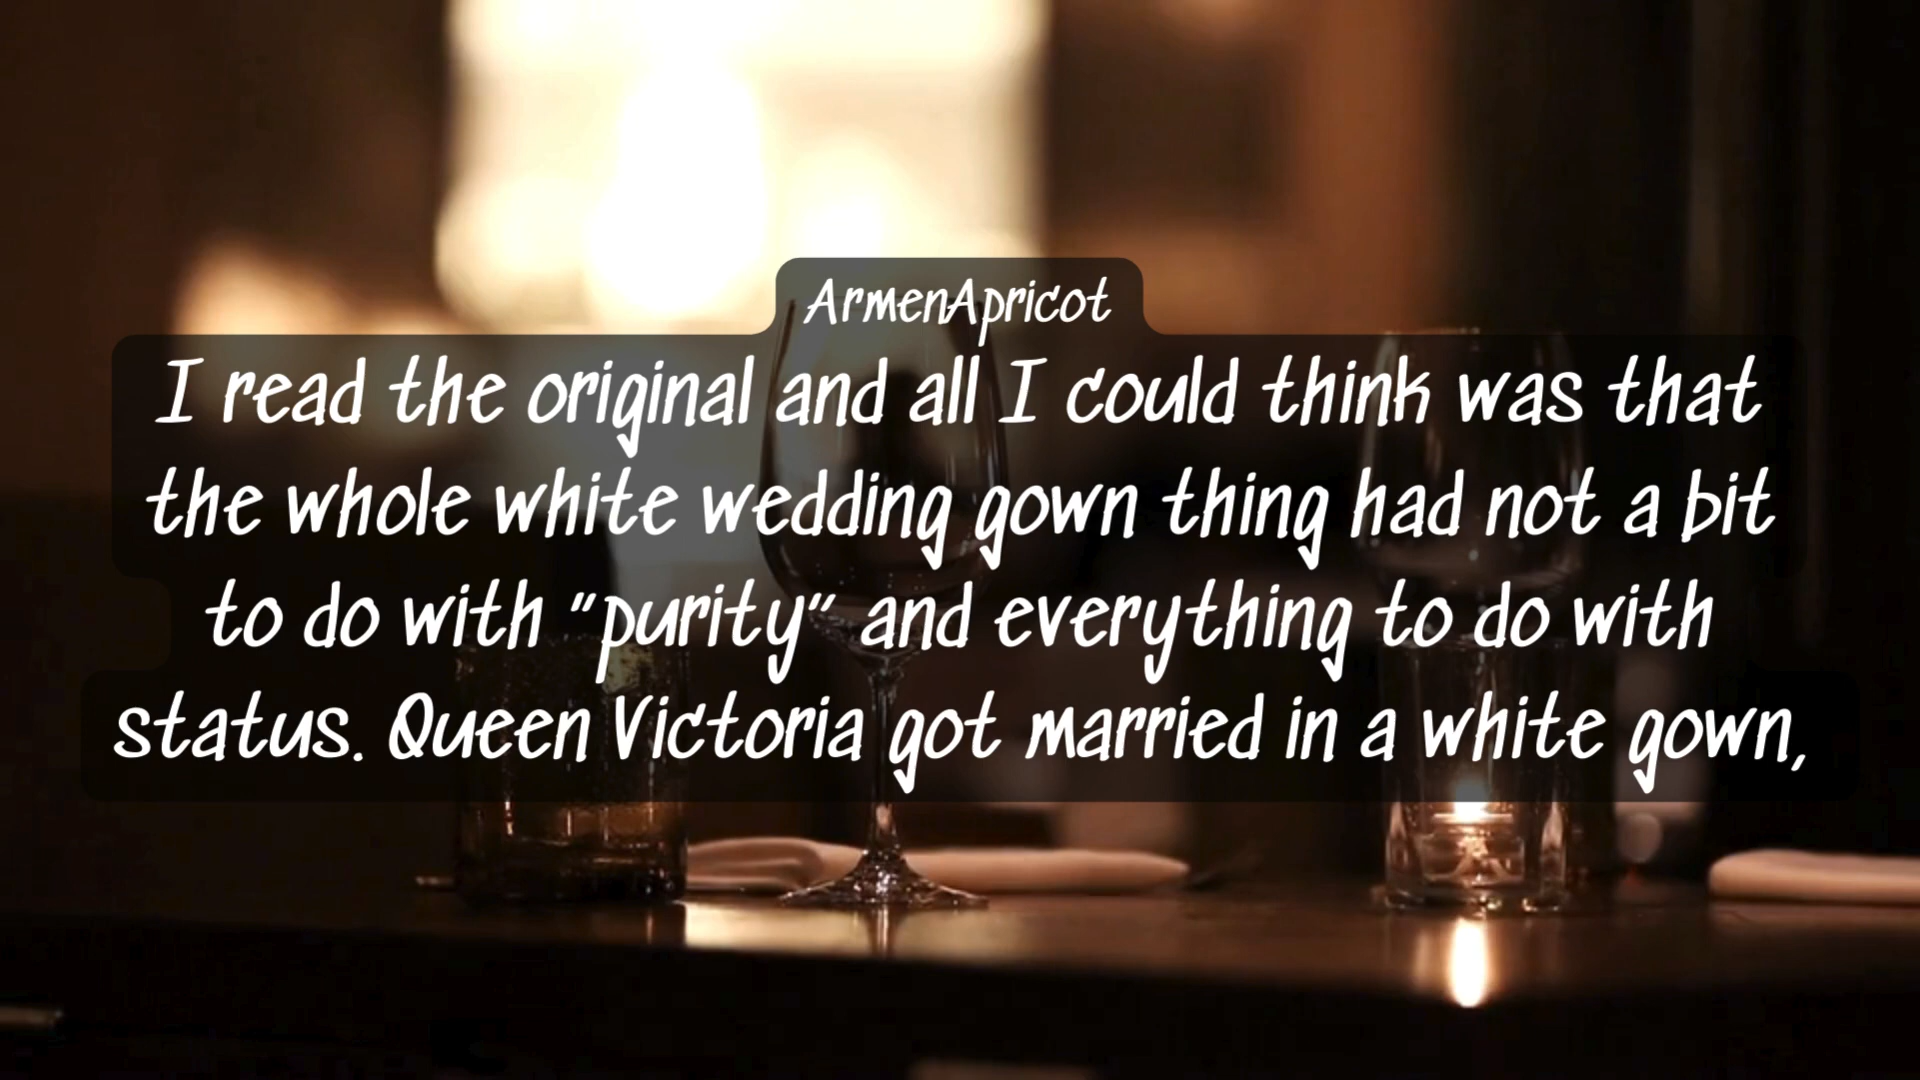 ArmenApricot
I read the original and all I could think was that
the whole white wedding gown thing had not a bit
to do with "purity" and everything to do with
status. Queen Victoria got married in a white gown,